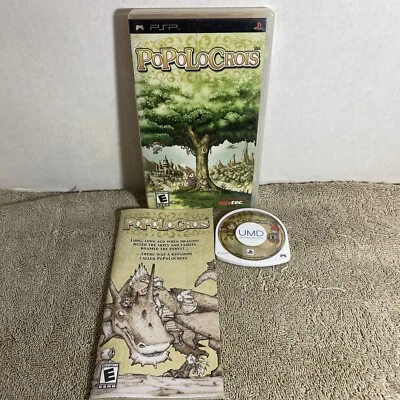 PSP
PoPoLoCrois
E
agetec
PoPoLoCrois
LONG, LONG AGO WHEN DRAGONS
RULED THE SKIES AND FAIRIES
ROAMED THE FOREST...
...THERE WAS A KINGDOM
CALLED POPOLOCROIS
E
UMD